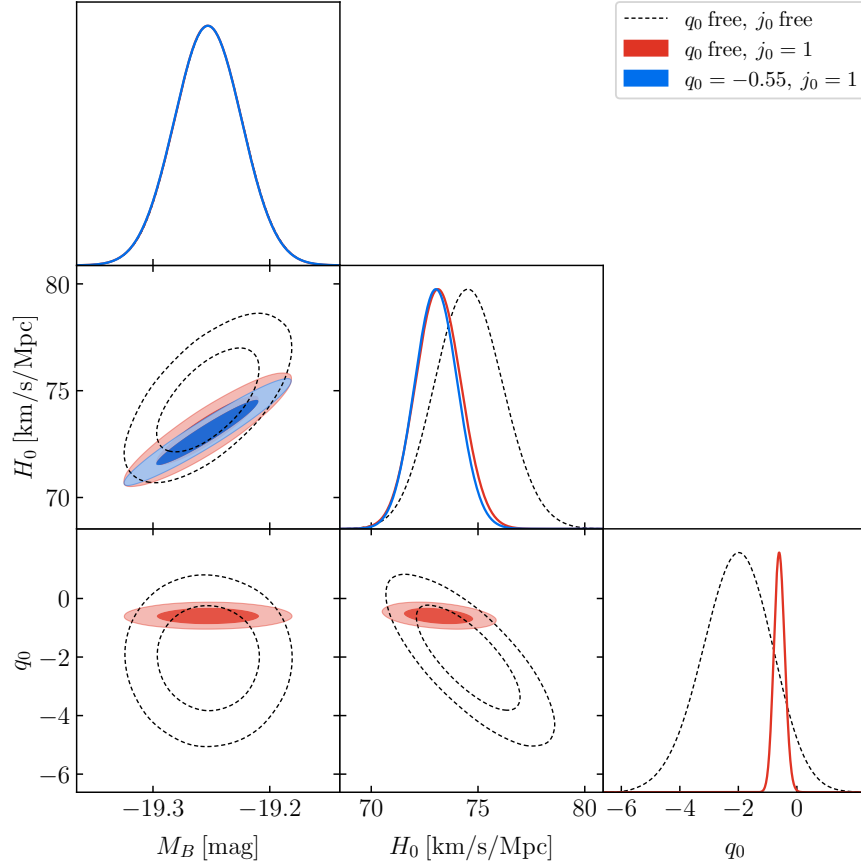 q₀ free, j₀ free
q₀ free, j₀ = 1
q₀ = −0.55, j₀ = 1
80
75
70
H₀ [km/s/Mpc]
0
−2
−4
−6
q₀
−19.3 −19.2
70 75 80
−6 −4 −2 0
M_B [mag]
H₀ [km/s/Mpc]
q₀